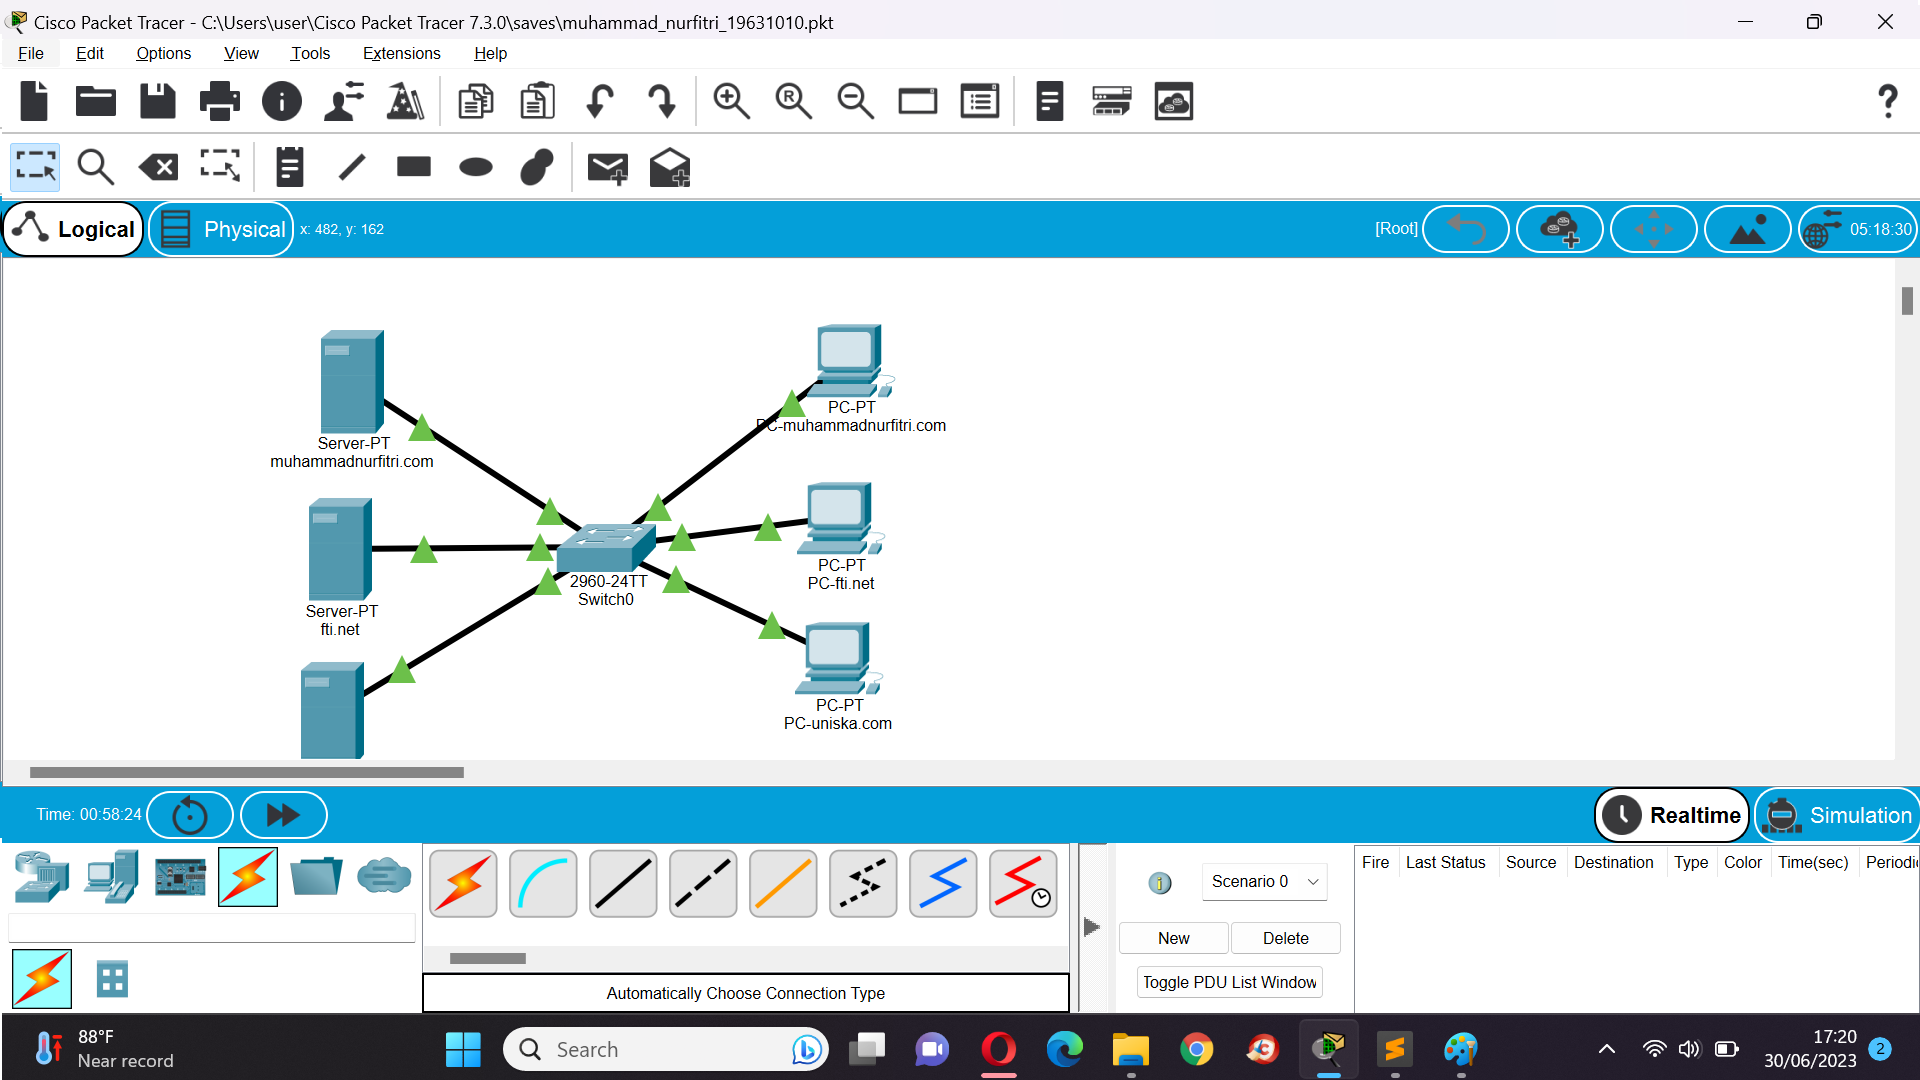 Cisco Packet Tracer - C:\Users\user\Cisco Packet Tracer 7.3.0\saves\muhammad_nurfitri_19631010.pkt
File Edit Options View Tools Extensions Help
R
?
Logical Physical x: 482, y: 162 [Root] 05:18:30
Server-PT
muhammadnurfitri.com
PC-PT
PC-muhammadnurfitri.com
Server-PT
fti.net
2960-24TT
Switch0
PC-PT
PC-fti.net
PC-PT
PC-uniska.com
Time: 00:58:24 Realtime Simulation
Scenario 0
New Delete
Toggle PDU List Window
Fire Last Status Source Destination Type Color Time(sec) Periodi
Automatically Choose Connection Type
88°F
Near record
Search
17:20
30/06/2023
2